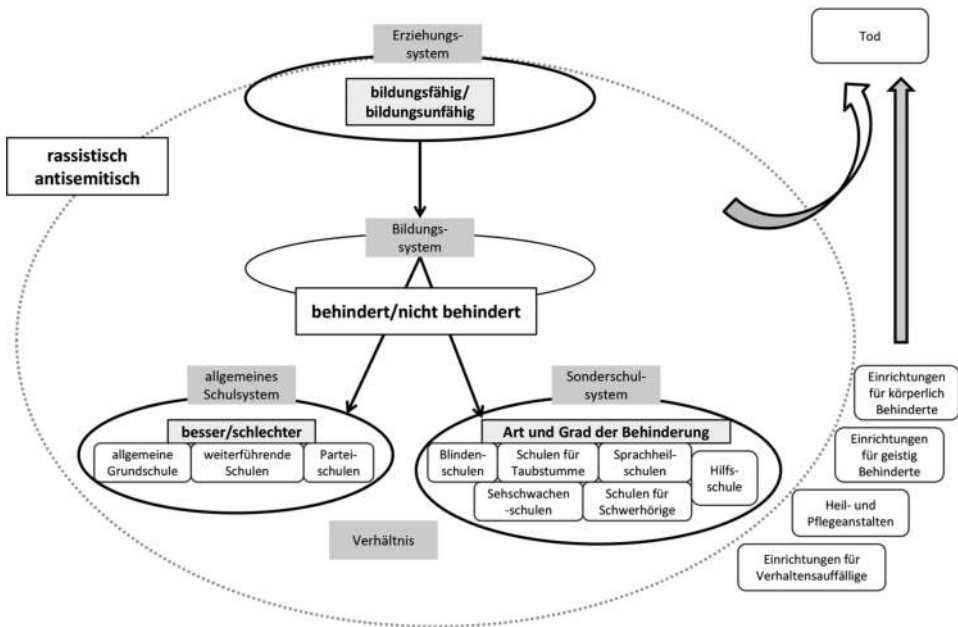 Erziehungs-
system
Tod
bildungsfähig/
bildungsunfähig
rassistisch
antisemitisch
Bildungs-
system
behindert/nicht behindert
allgemeines
Schulsystem
Sonderschul-
system
Einrichtungen
für körperlich
Behinderte
besser/schlechter
Art und Grad der Behinderung
allgemeine
Grundschule
weiterführende
Schulen
Partei-
schulen
Blinden-
schulen
Schulen für
Taubstumme
Sprachheil-
schulen
Hilfs-
schule
Sehschwachen
-schulen
Schulen für
Schwerhörige
Einrichtungen
für geistig
Behinderte
Heil- und
Pflegeanstalten
Verhältnis
Einrichtungen für
Verhaltensauffällige